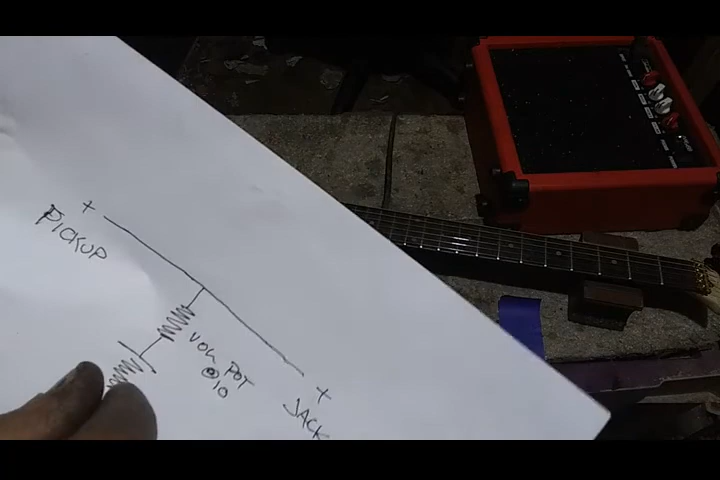 +
PICKUP
VOL POT
@10
+
JACK